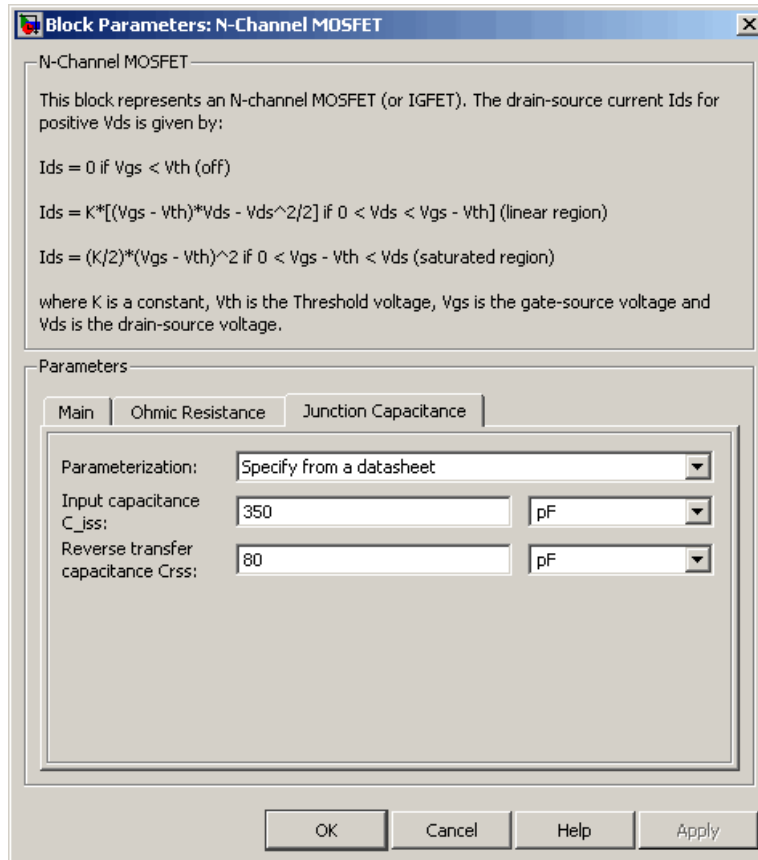 Block Parameters: N-Channel MOSFET
N-Channel MOSFET
This block represents an N-channel MOSFET (or IGFET). The drain-source current Ids for
positive Vds is given by:
Ids = 0 if Vgs < Vth (off)
Ids = K*[(Vgs - Vth)*Vds - Vds^2/2] if 0 < Vds < Vgs - Vth] (linear region)
Ids = (K/2)*(Vgs - Vth)^2 if 0 < Vgs - Vth < Vds (saturated region)
where K is a constant, Vth is the Threshold voltage, Vgs is the gate-source voltage and
Vds is the drain-source voltage.
Parameters
Main Ohmic Resistance Junction Capacitance
Parameterization: Specify from a datasheet
Input capacitance
C_iss: 350 pF
Reverse transfer
capacitance Crss: 80 pF
OK Cancel Help Apply